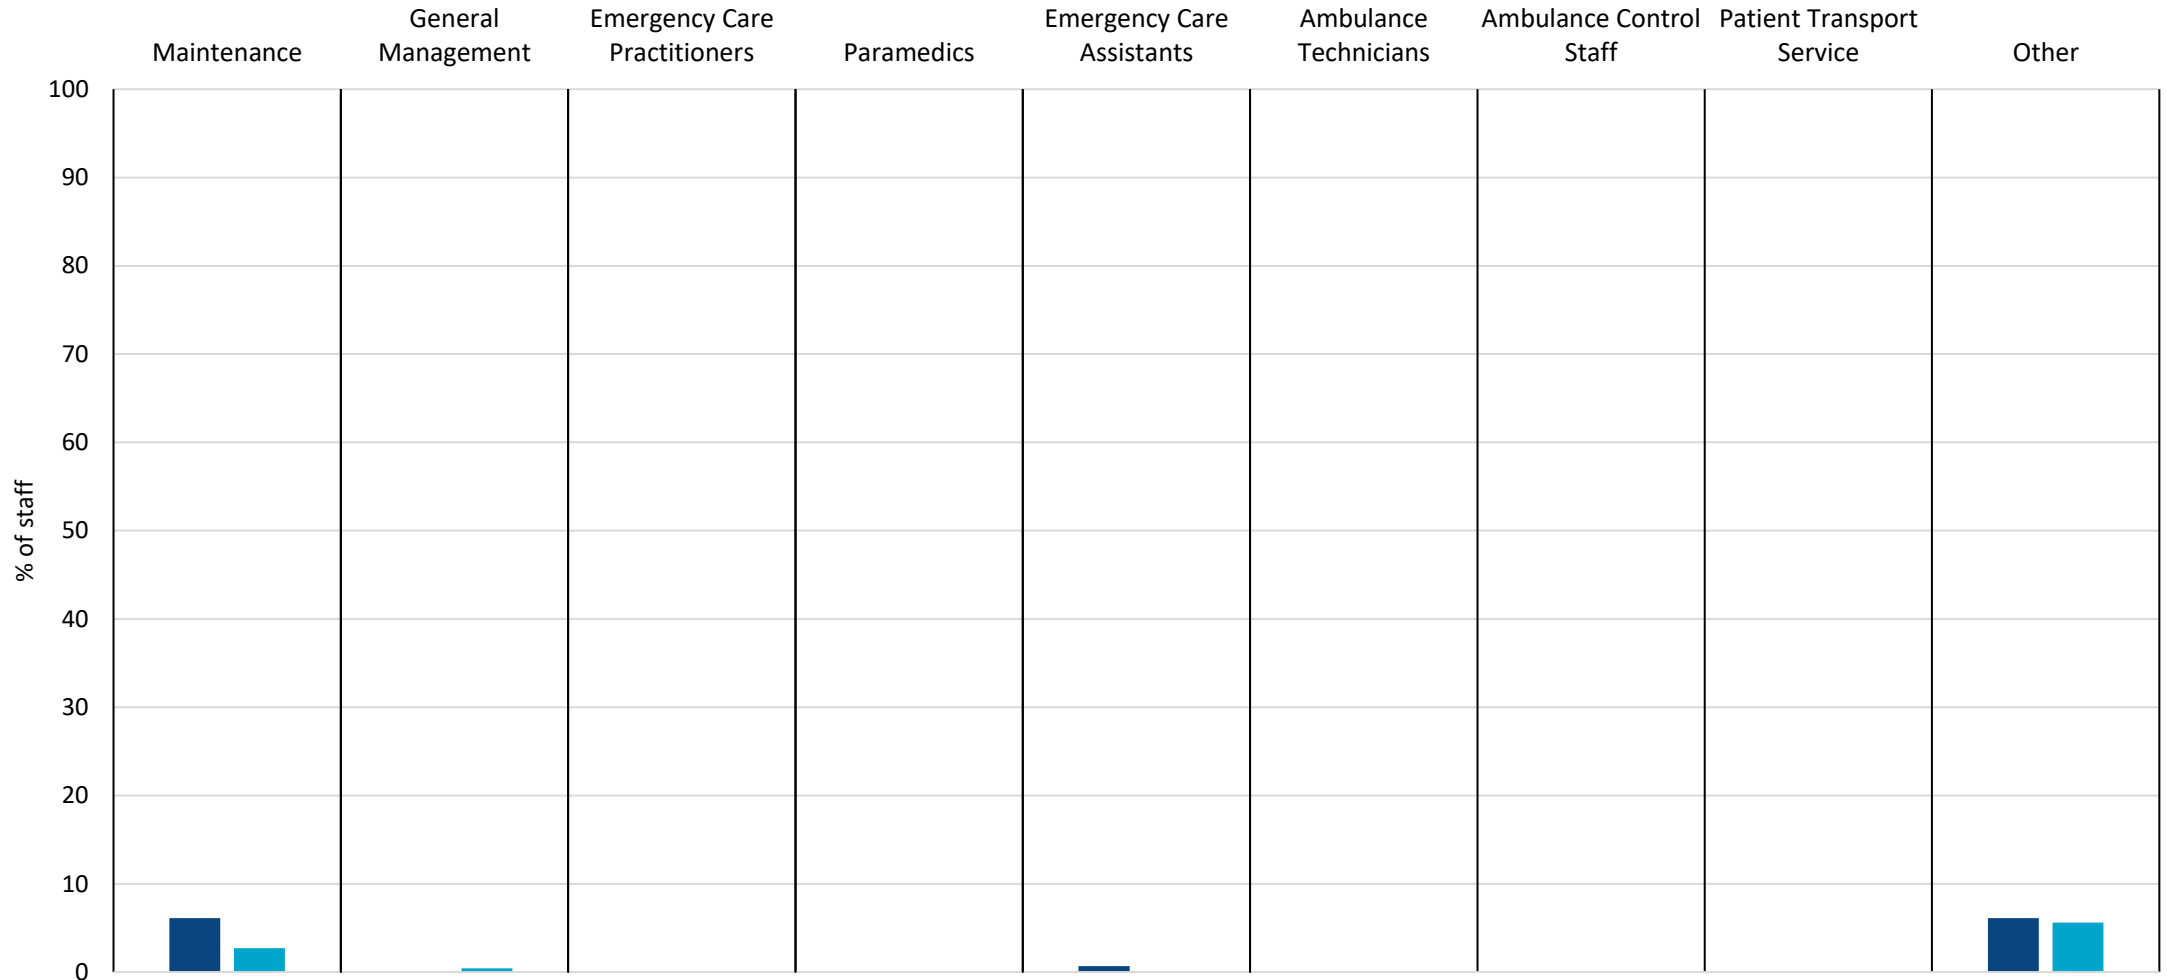 Maintenance
General
Management
Emergency Care
Practitioners
Paramedics
Emergency Care
Assistants
Ambulance
Technicians
Ambulance Control
Staff
Patient Transport
Service
Other
% of staff
100
90
80
70
60
50
40
30
20
10
0